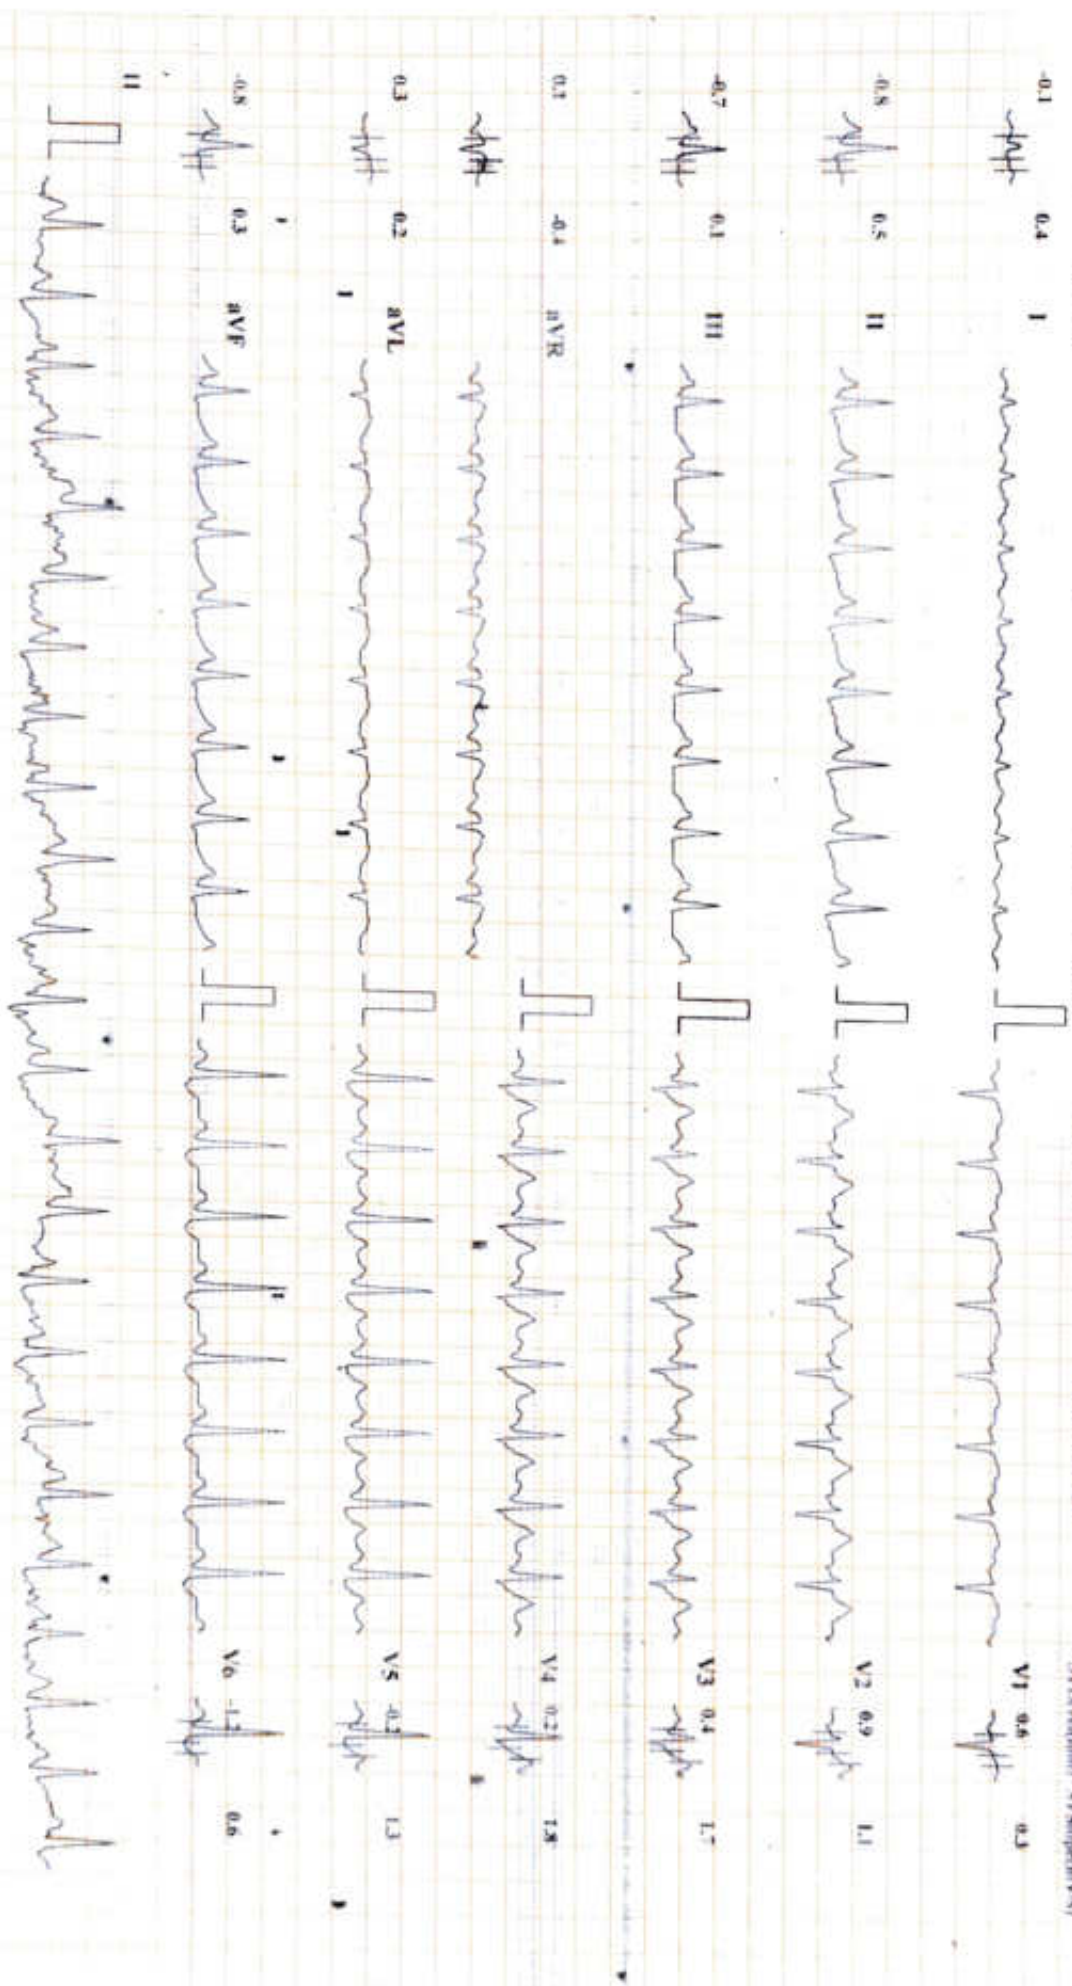 -0.1 0.4 I V1 0.6
-0.8 0.5 II V2 0.9 1.1
-0.7 0.1 III V3 0.4 1.7
-0.4 aVR V4 0.2 1.8
0.3 0.2 aVL V5 -0.2 1.3
-0.8 0.3 aVF V6 -1.2 0.6
II